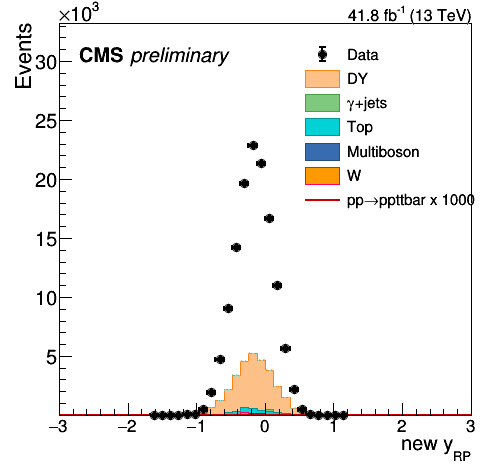 ×10³
41.8 fb⁻¹ (13 TeV)
Events
CMS preliminary
Data
DY
γ+jets
Top
Multiboson
W
pp→ppttbar x 1000
30
25
20
15
10
5
0
−3 −2 −1 0 1 2 3
new y_RP